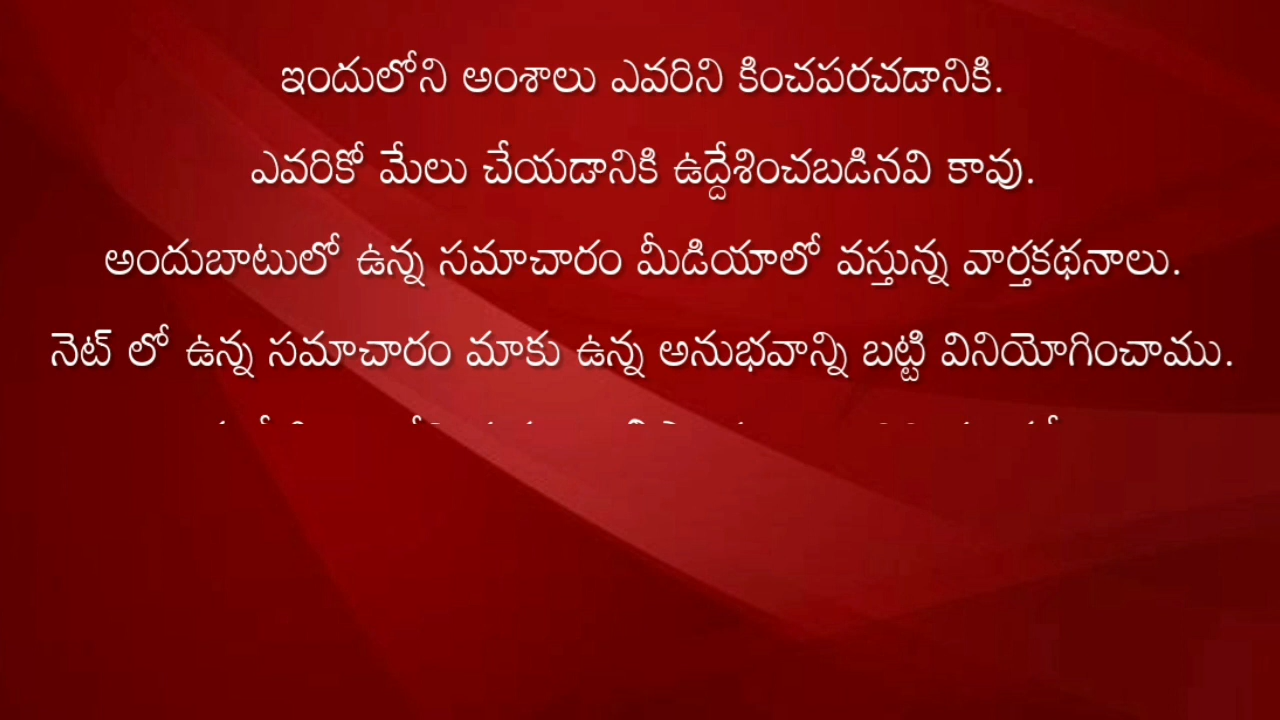 ఇందులోని అంశాలు ఎవరిని కించపరచడానికి.
ఎవరికో మేలు చేయడానికి ఉద్దేశించబడినవి కావు.
అందుబాటులో ఉన్న సమాచారం మీడియాలో వస్తున్న వార్తకథనాలు.
నెట్ లో ఉన్న సమాచారం మాకు ఉన్న అనుభవాన్ని బట్టి వినియోగించాము.